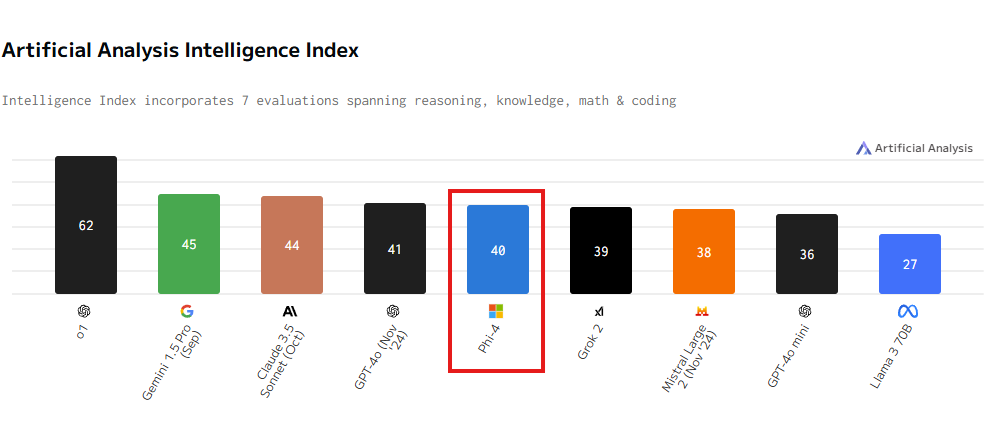 Artificial Analysis Intelligence Index
Intelligence Index incorporates 7 evaluations spanning reasoning, knowledge, math & coding
Artificial Analysis
62
45
44
41
40
39
38
36
27
o1
Gemini 1.5 Pro
(Sep)
Claude 3.5
Sonnet (Oct)
GPT-4o (Nov
'24)
Phi-4
Grok 2
Mistral Large
2 (Nov '24)
GPT-4o mini
Llama 3 70B